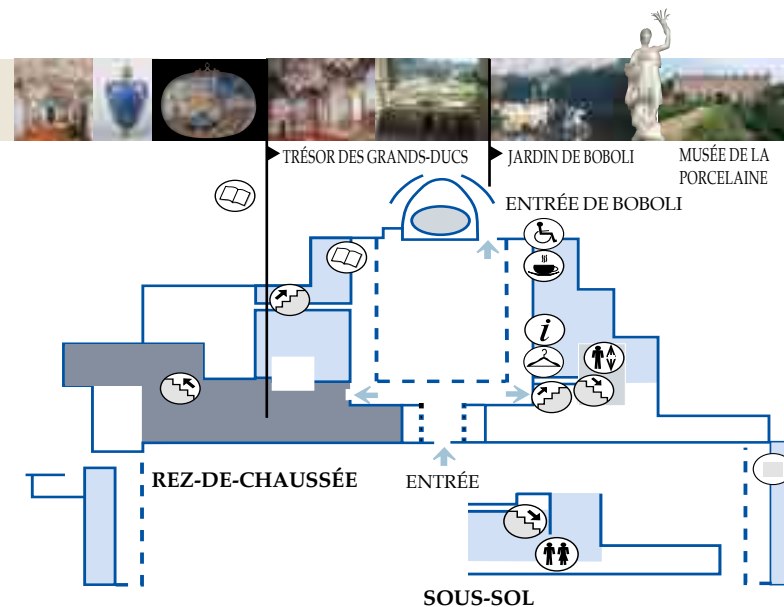 TRÉSOR DES GRANDS-DUCS
JARDIN DE BOBOLI
MUSÉE DE LA
PORCELAINE
ENTRÉE DE BOBOLI
i
REZ-DE-CHAUSSÉE
ENTRÉE
SOUS-SOL